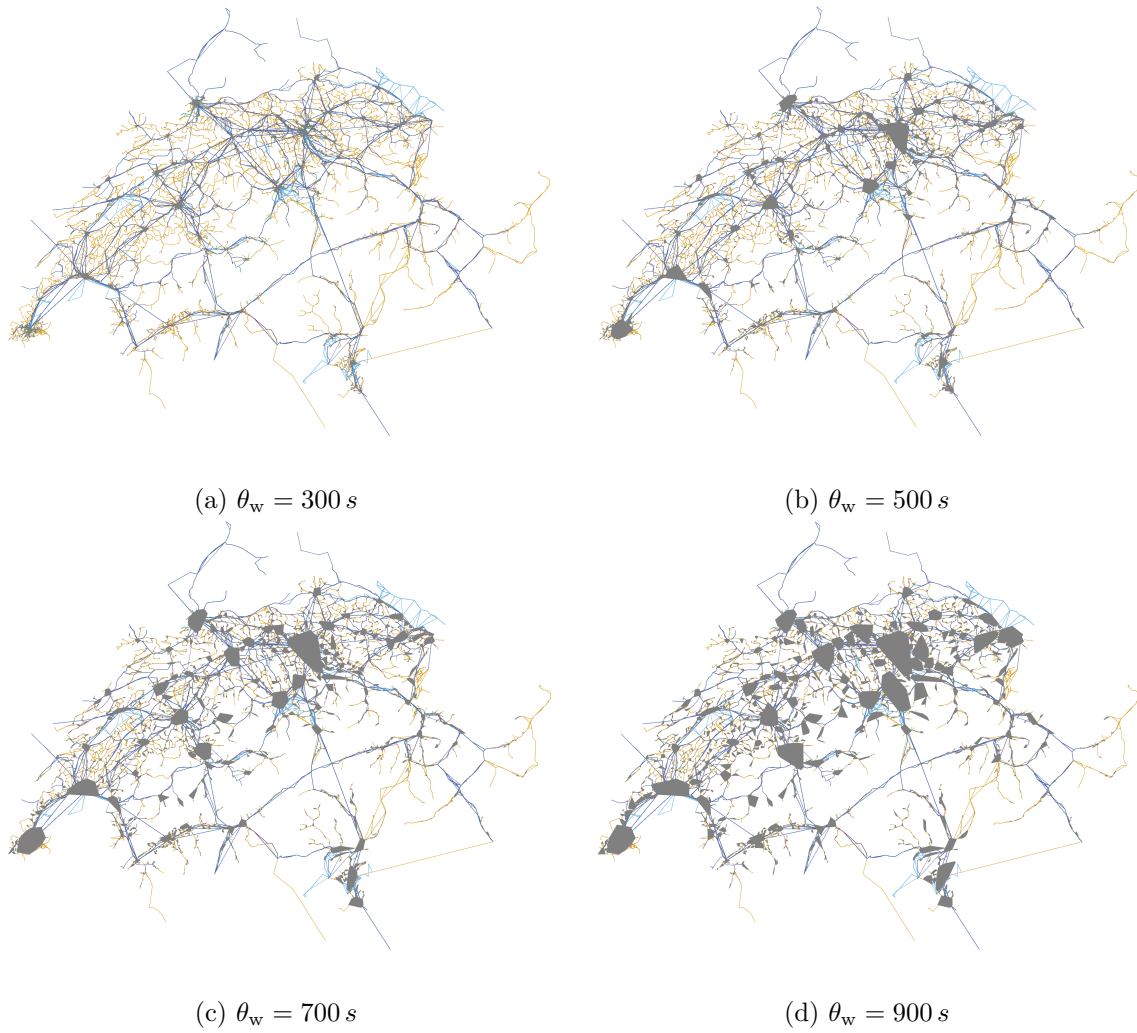 (a) θw = 300 s
(b) θw = 500 s
(c) θw = 700 s
(d) θw = 900 s